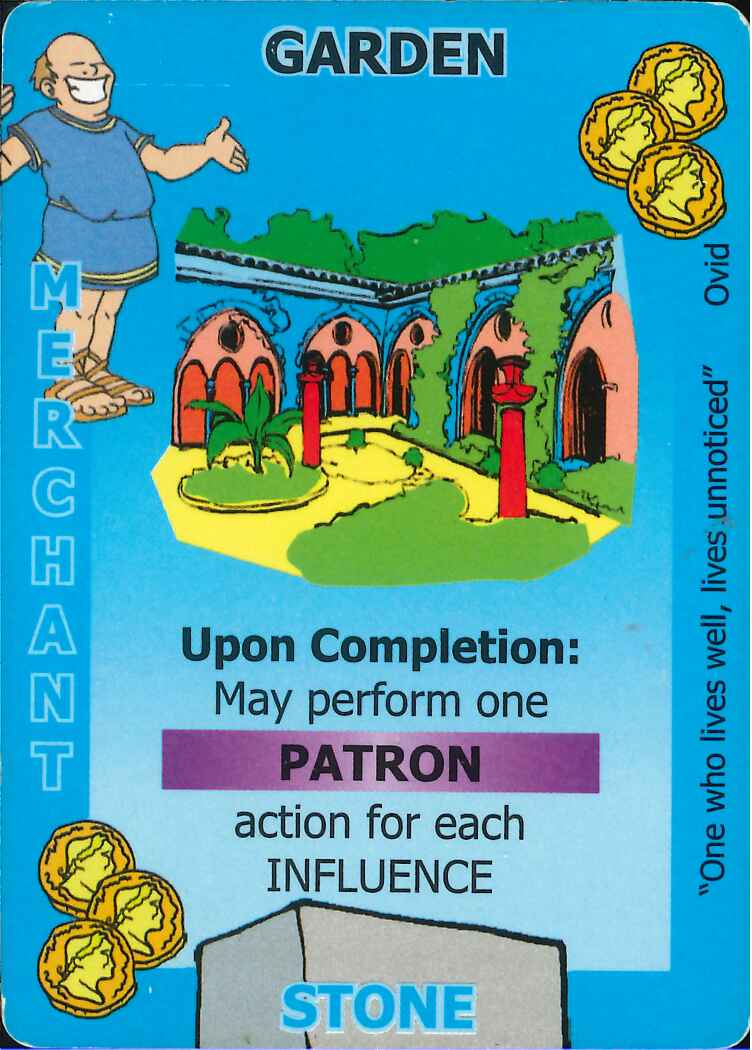 GARDEN
MERCHANT
Upon Completion:
May perform one
PATRON
action for each
INFLUENCE
"One who lives well, lives unnoticed" Ovid
STONE